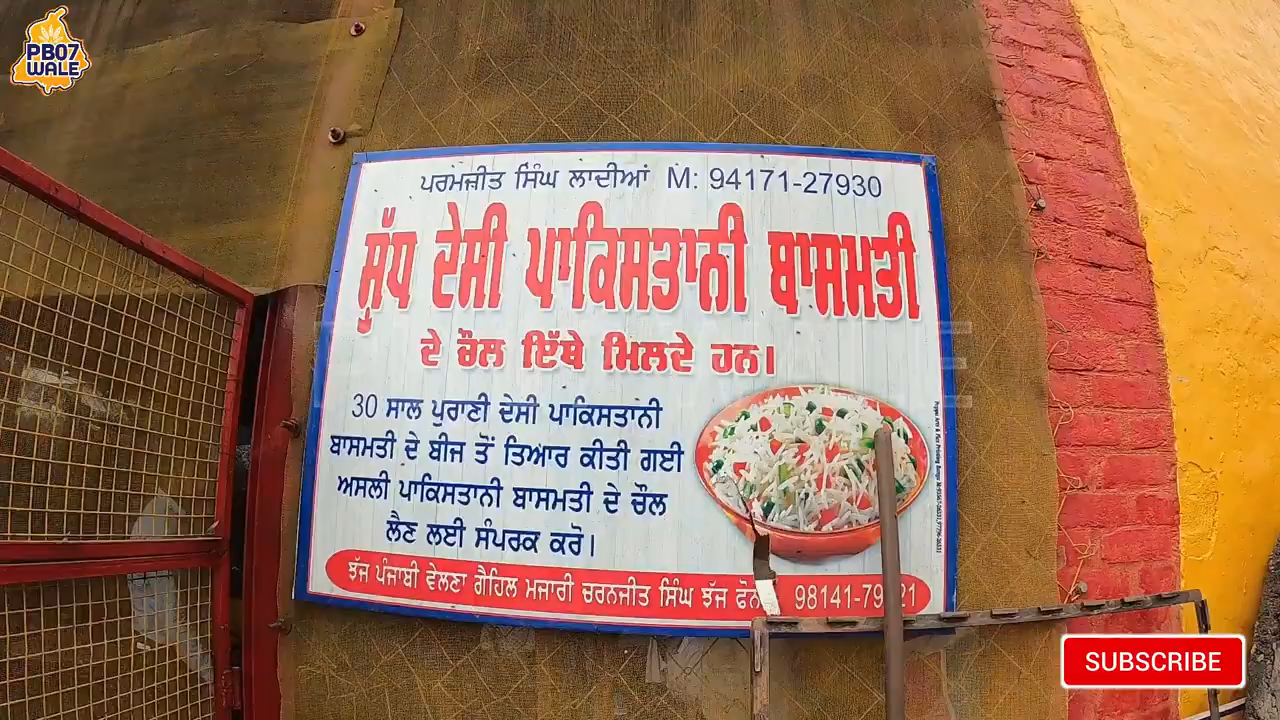 PB07
WALE
ਪਰਮਜੀਤ ਸਿੰਘ ਲਾਦੀਆਂ M: 94171-27930
ਸ਼ੁੱਧ ਦੇਸੀ ਪਾਕਿਸਤਾਨੀ ਬਾਸਮਤੀ
ਦੇ ਚੌਲ ਇੱਥੇ ਮਿਲਦੇ ਹਨ।
30 ਸਾਲ ਪੁਰਾਣੀ ਦੇਸੀ ਪਾਕਿਸਤਾਨੀ
ਬਾਸਮਤੀ ਦੇ ਬੀਜ ਤੋਂ ਤਿਆਰ ਕੀਤੀ ਗਈ
ਅਸਲੀ ਪਾਕਿਸਤਾਨੀ ਬਾਸਮਤੀ ਦੇ ਚੌਲ
ਲੈਣ ਲਈ ਸੰਪਰਕ ਕਰੋ।
ਝੱਜ ਪੰਜਾਬੀ ਵੇਲਣਾ ਗੈਹਿਲ ਮਜਾਰੀ ਚਰਨਜੀਤ ਸਿੰਘ ਝੱਜ
SUBSCRIBE